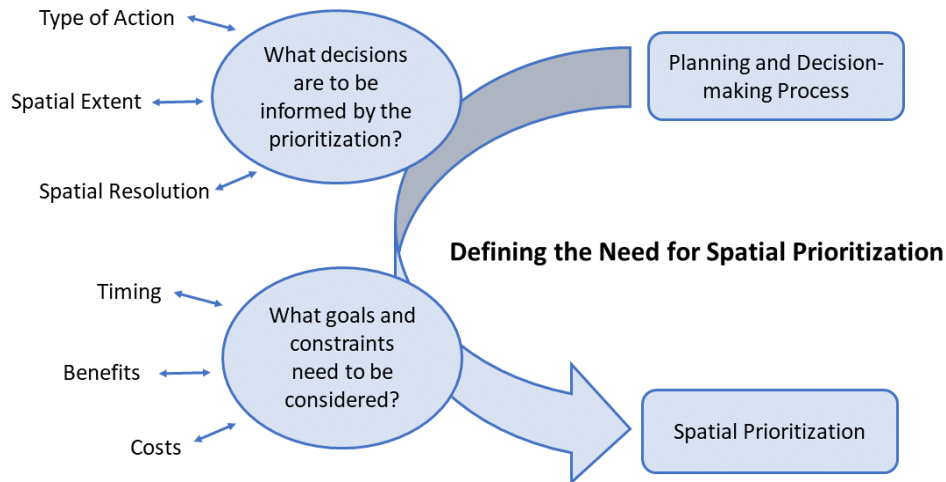 Type of Action
Spatial Extent
Spatial Resolution
What decisions
are to be
informed by the
prioritization?
Planning and Decision-
making Process
Defining the Need for Spatial Prioritization
Timing
Benefits
Costs
What goals and
constraints
need to be
considered?
Spatial Prioritization